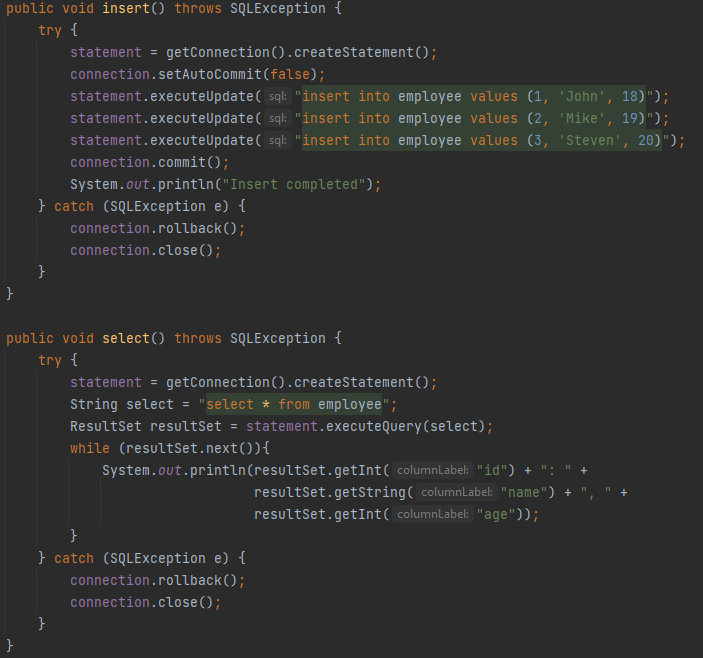 public void insert() throws SQLException {
try {
statement = getConnection().createStatement();
connection.setAutoCommit(false);
statement.executeUpdate( sql: "insert into employee values (1, 'John', 18)");
statement.executeUpdate( sql: "insert into employee values (2, 'Mike', 19)");
statement.executeUpdate( sql: "insert into employee values (3, 'Steven', 20)");
connection.commit();
System.out.println("Insert completed");
} catch (SQLException e) {
connection.rollback();
connection.close();
}
}
public void select() throws SQLException {
try {
statement = getConnection().createStatement();
String select = "select * from employee";
ResultSet resultSet = statement.executeQuery(select);
while (resultSet.next()){
System.out.println(resultSet.getInt( columnLabel: "id") + ": " +
resultSet.getString( columnLabel: "name") + ", " +
resultSet.getInt( columnLabel: "age"));
}
} catch (SQLException e) {
connection.rollback();
connection.close();
}
}